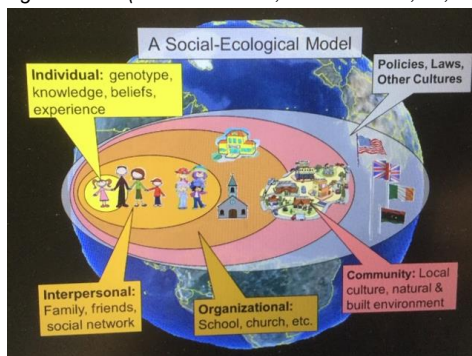 A Social-Ecological Model
Individual: genotype,
knowledge, beliefs,
experience
Policies, Laws,
Other Cultures
Interpersonal:
Family, friends,
social network
Organizational:
School, church, etc.
Community: Local
culture, natural &
built environment